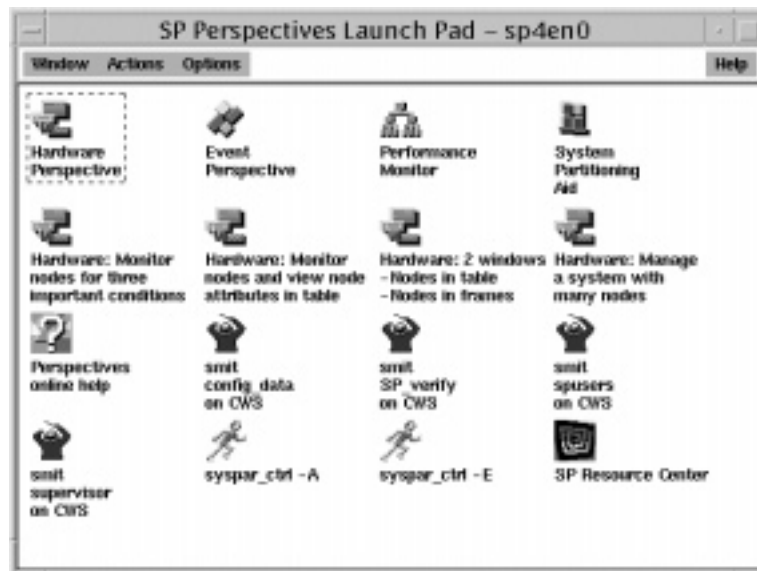 SP Perspectives Launch Pad – sp4en0
Window Actions Options Help
Hardware
Perspective
Event
Perspective
Performance
Monitor
System
Partitioning
Aid
Hardware: Monitor
nodes for three
important conditions
Hardware: Monitor
nodes and view node
attributes in table
Hardware: 2 windows
-Nodes in table
-Nodes in frames
Hardware: Manage
a system with
many nodes
Perspectives
online help
smit
config_data
on CWS
smit
SP_verify
on CWS
smit
spusers
on CWS
smit
supervisor
on CWS
syspar_ctrl -A
syspar_ctrl -E
SP Resource Center